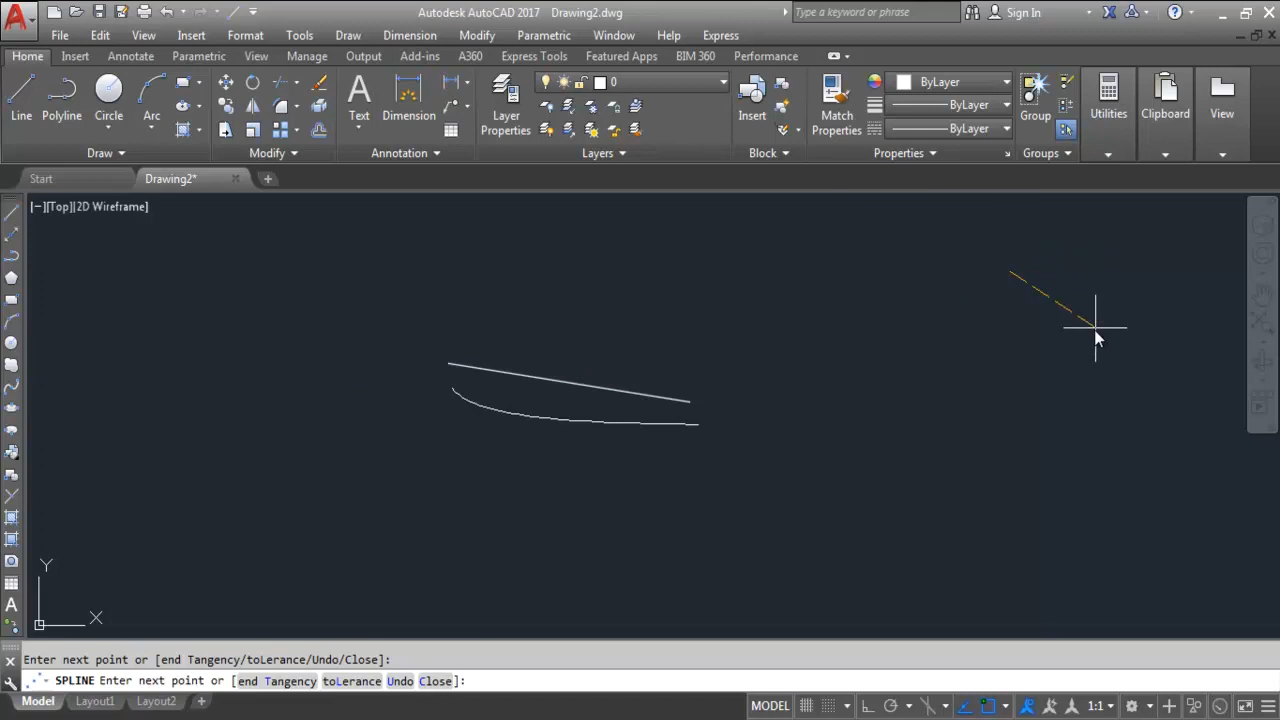 Autodesk AutoCAD 2017 Drawing2.dwg
Type a keyword or phrase
Sign In
File Edit View Insert Format Tools Draw Dimension Modify Parametric Window Help Express
Home Insert Annotate Parametric View Output Manage Add-ins A360 Express Tools Featured Apps BIM 360 Performance
Line Polyline Circle Arc
Text Dimension
Layer Properties
0
Insert
Match Properties
ByLayer
ByLayer
ByLayer
Group
Utilities Clipboard View
Draw Modify Annotation Layers Block Properties Groups
Start Drawing2*
[−][Top][2D Wireframe]
Y
X
Enter next point or [end Tangency/toLerance/Undo/Close]:
SPLINE Enter next point or [end Tangency toLerance Undo Close]:
Model Layout1 Layout2
MODEL 1:1